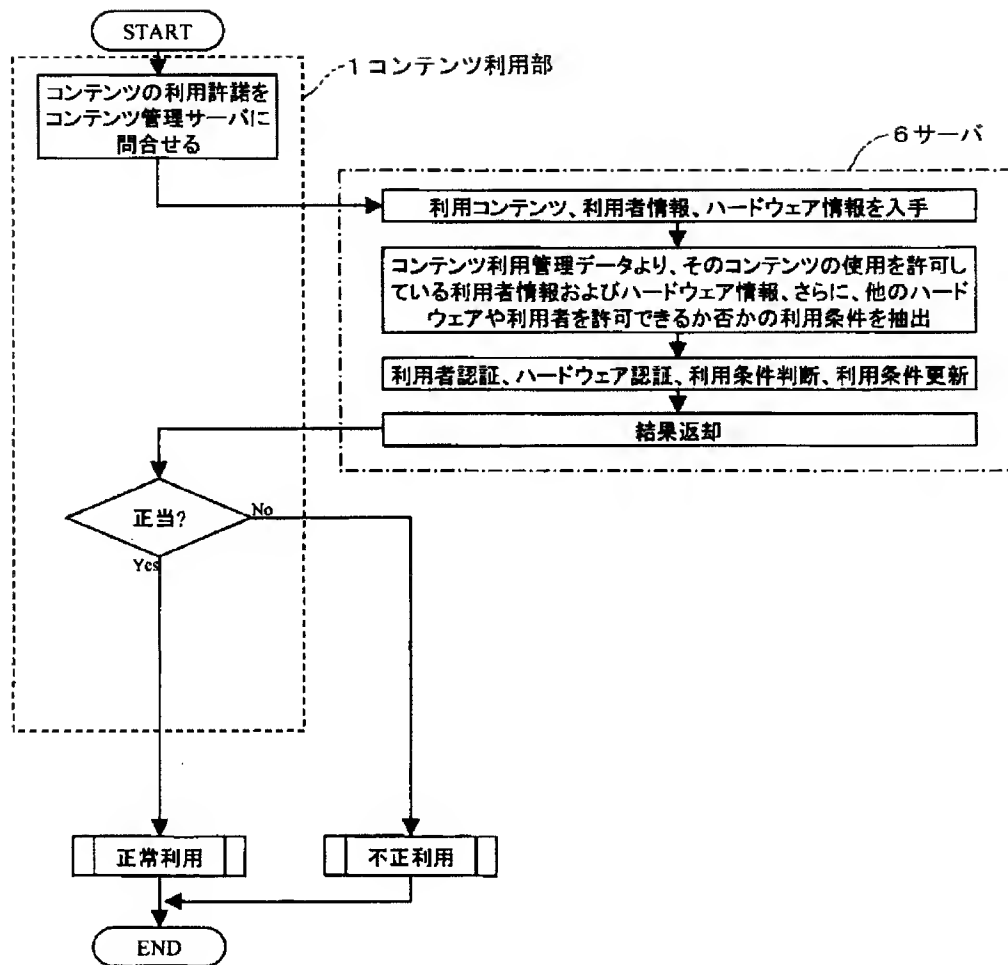 START
1 コンテンツ利用部
コンテンツの利用許諾を
コンテンツ管理サーバに
問合せる
6 サーバ
利用コンテンツ、利用者情報、ハードウェア情報を入手
コンテンツ利用管理データより、そのコンテンツの使用を許可し
ている利用者情報およびハードウェア情報、さらに、他のハード
ウェアや利用者を許可できるか否かの利用条件を抽出
利用者認証、ハードウェア認証、利用条件判断、利用条件更新
結果返却
正当?
No
Yes
正常利用
不正利用
END